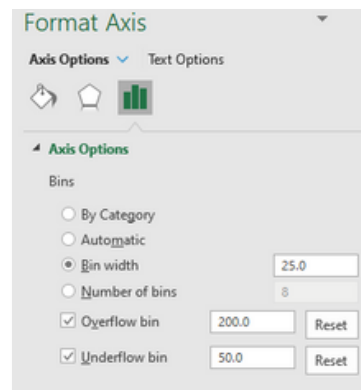 Format Axis
Axis Options Text Options
Axis Options
Bins
By Category
Automatic
Bin width 25.0
Number of bins 8
Overflow bin 200.0 Reset
Underflow bin 50.0 Reset